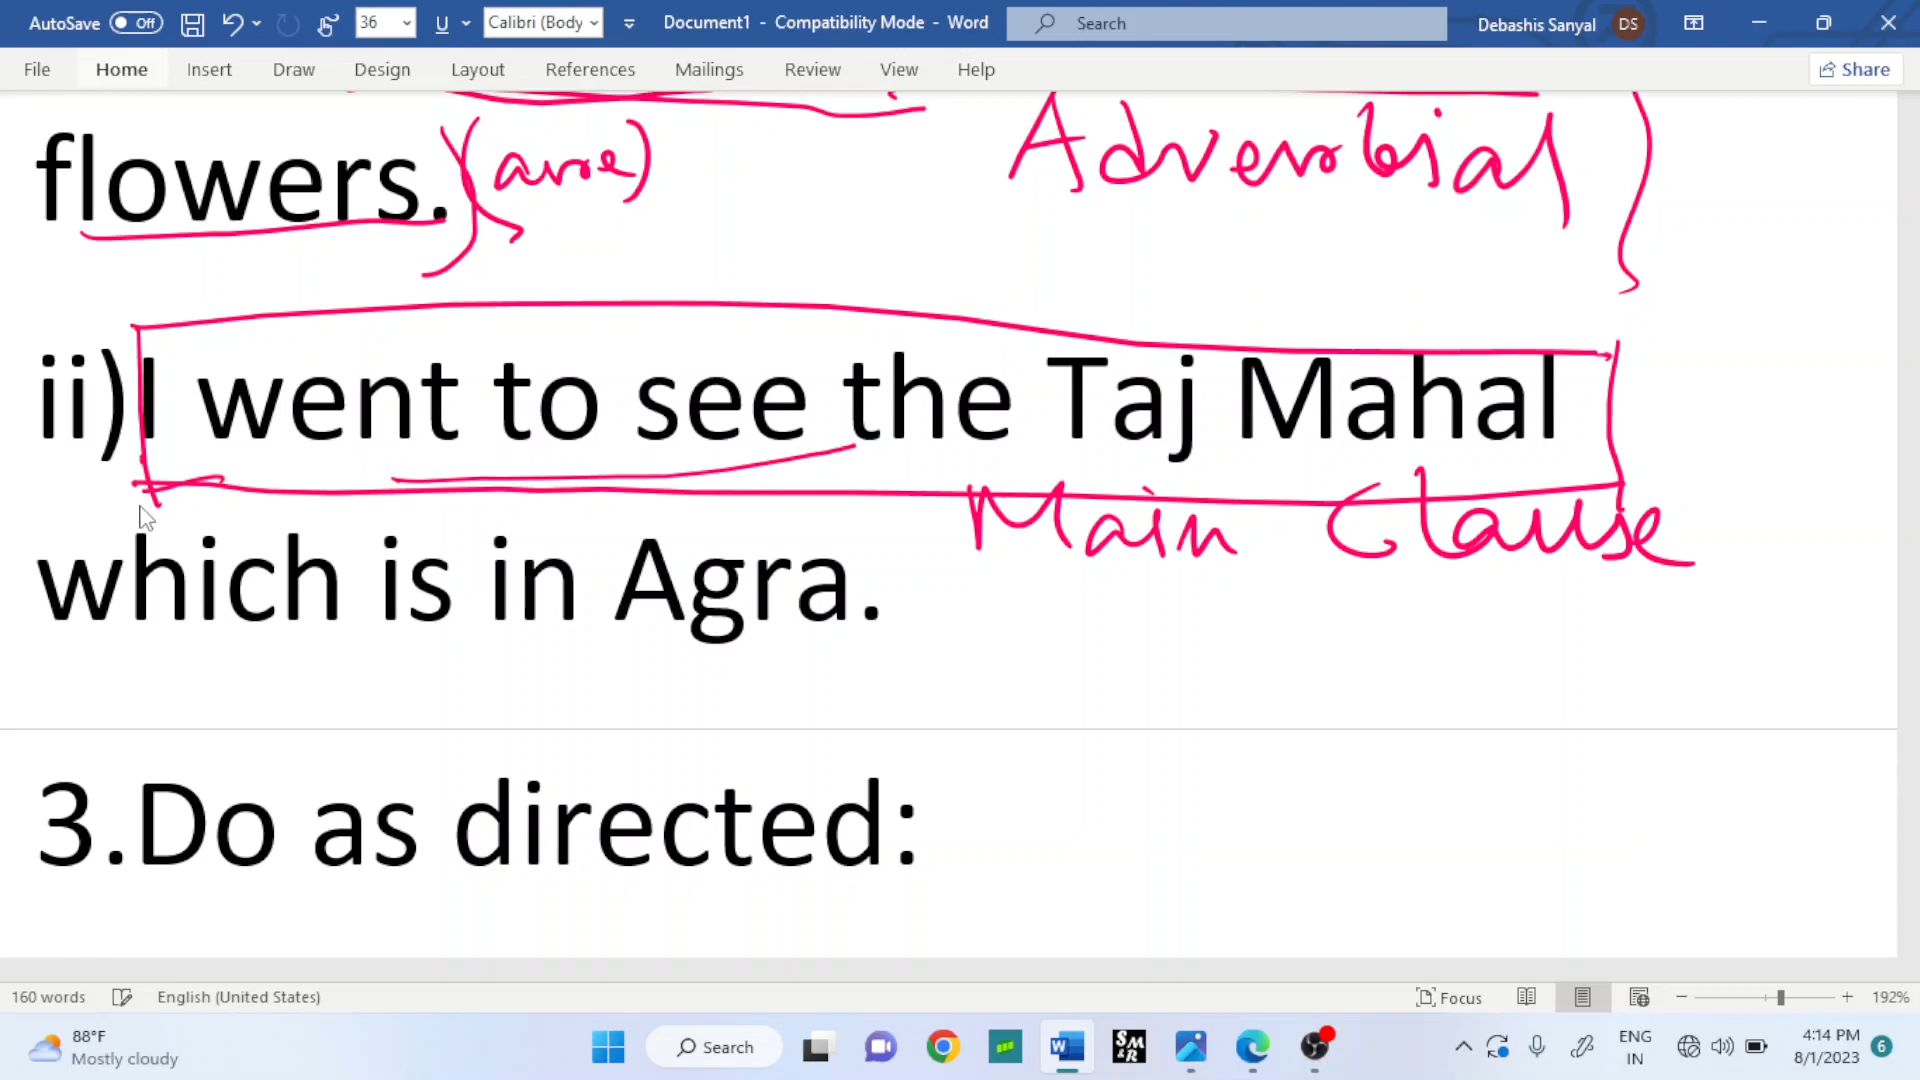 AutoSave Off 36 U Calibri (Body Document1 - Compatibility Mode - Word Search Debashis Sanyal DS
File Home Insert Draw Design Layout References Mailings Review View Help Share
flowers. (are) Adverbial
ii)I went to see the Taj Mahal
Main Clause
which is in Agra.
3.Do as directed:
160 words English (United States) Focus 192%
88°F
Mostly cloudy
Search
ENG
IN
4:14 PM
8/1/2023
6